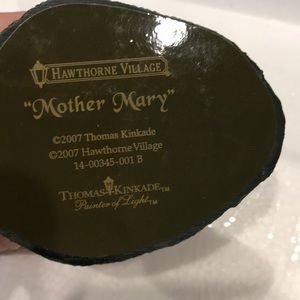 HAWTHORNE VILLAGE
"Mother Mary"
©2007 Thomas Kinkade
©2007 Hawthorne Village
14-00345-001 B
THOMAS KINKADE™
Painter of Light™